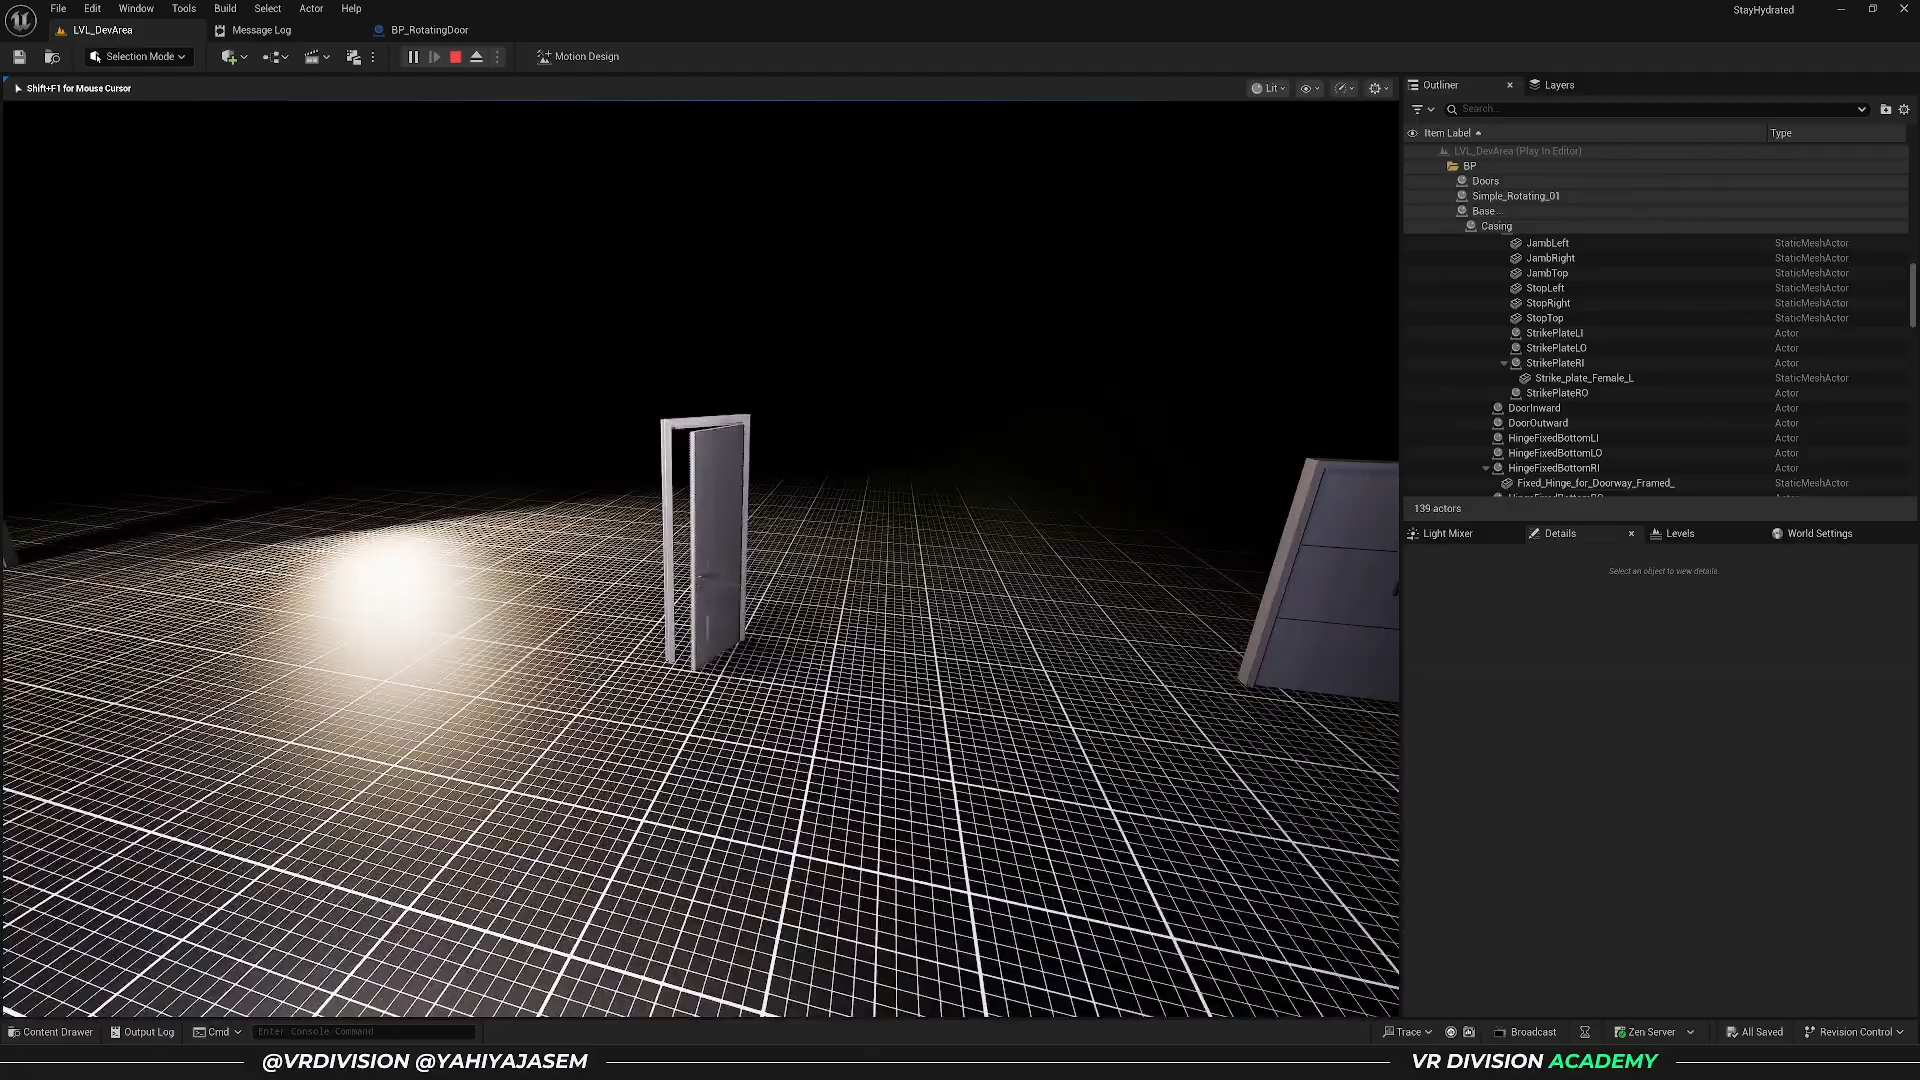 File Edit Window Tools Build Select Actor Help
StayHydrated
LVL_DevArea
Message Log
BP_RotatingDoor
Selection Mode
Motion Design
Shift+F1 for Mouse Cursor
Lit
Outliner
Layers
Search...
Item Label
Type
LVL_DevArea (Play In Editor)
BP
Doors
Simple_Rotating_01
Base...
Casing
JambLeft StaticMeshActor
JambRight StaticMeshActor
JambTop StaticMeshActor
StopLeft StaticMeshActor
StopRight StaticMeshActor
StopTop StaticMeshActor
StrikePlateLI Actor
StrikePlateLO Actor
StrikePlateRI Actor
Strike_plate_Female_L StaticMeshActor
StrikePlateRO Actor
DoorInward Actor
DoorOutward Actor
HingeFixedBottomLI Actor
HingeFixedBottomLO Actor
HingeFixedBottomRI Actor
Fixed_Hinge_for_Doorway_Framed_ StaticMeshActor
139 actors
Light Mixer
Details
Levels
World Settings
Select an object to view details.
Content Drawer
Output Log
Cmd
Enter Console Command
Trace
Broadcast
Zen Server
All Saved
Revision Control
@VRDIVISION @YAHIYAJASEM
VR DIVISION ACADEMY